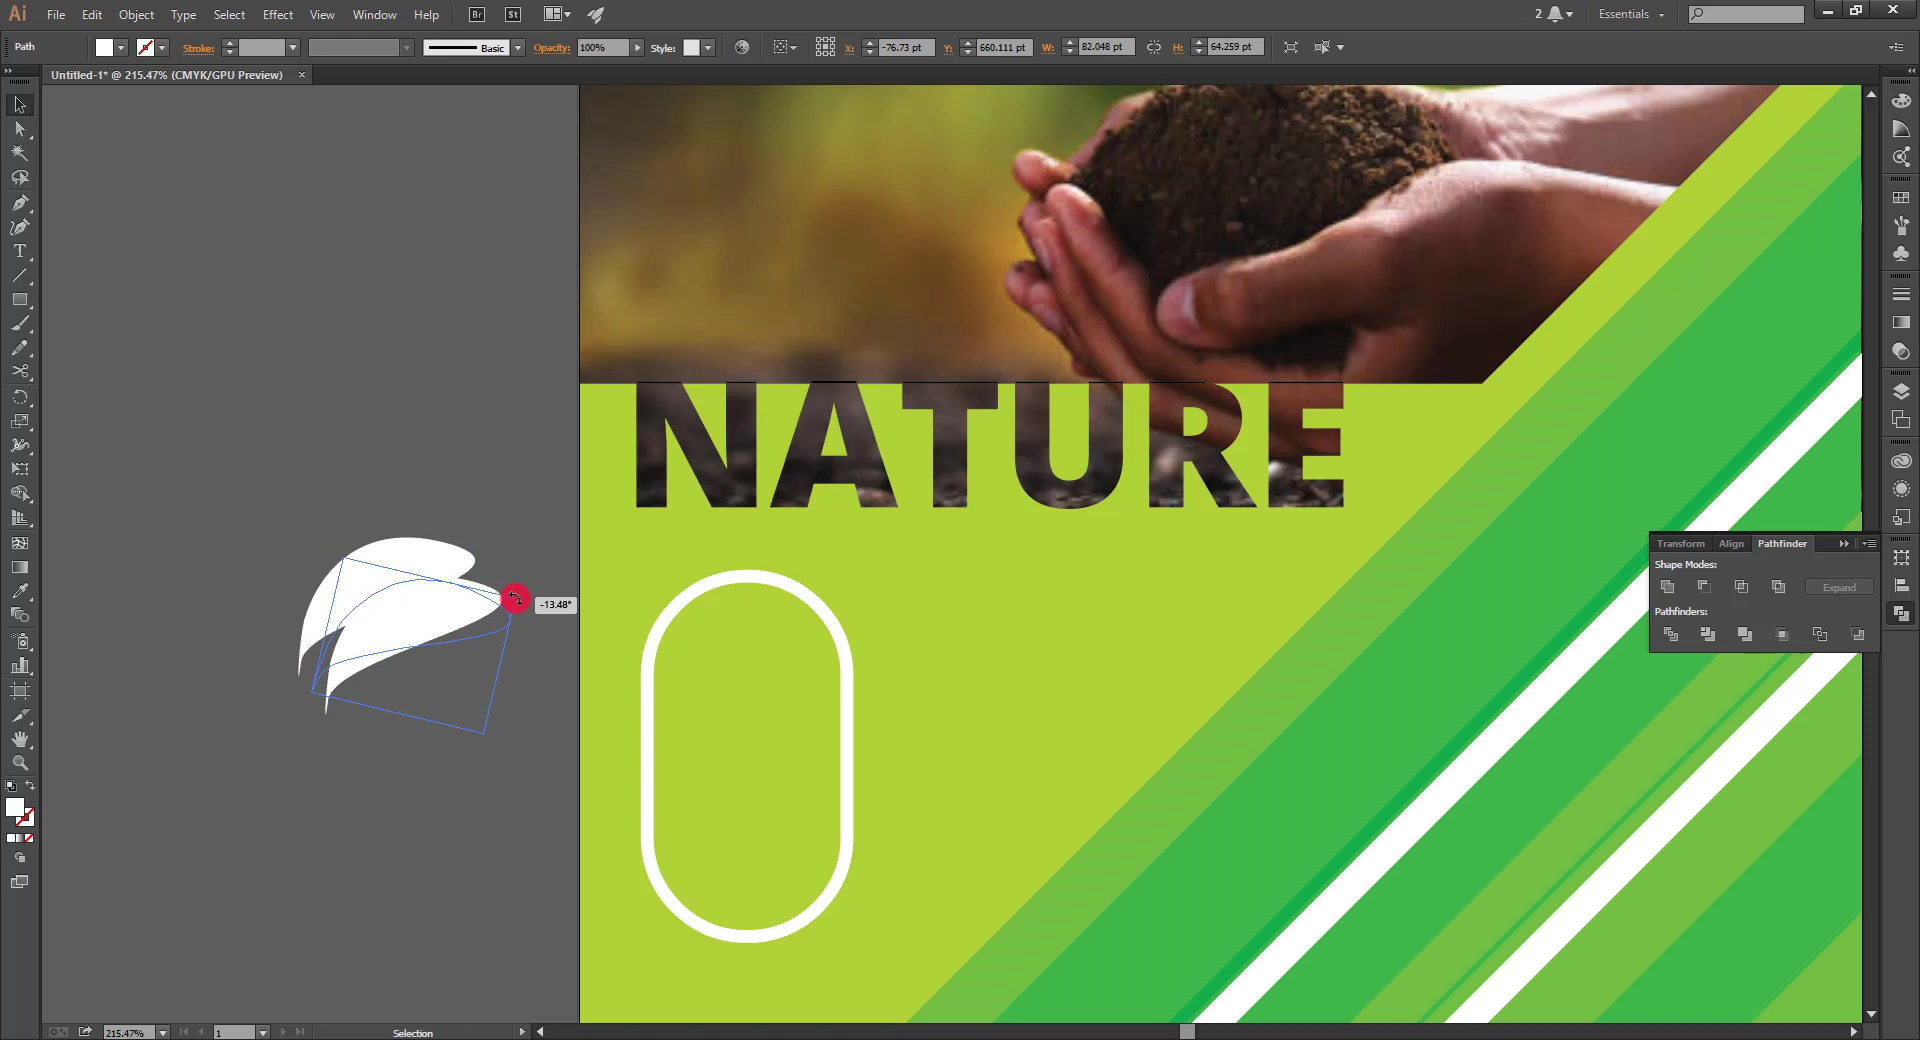 Ai File Edit Object Type Select Effect View Window Help Br St 2 Essentials
Path Stroke: Basic Opacity: 100% Style: X: -76.73 pt Y: 660.111 pt W: 82.048 pt H: 64.259 pt
Untitled-1* @ 215.47% (CMYK/GPU Preview)
NATURE
Transform Align Pathfinder
Shape Modes:
Expand
-13.48°
Pathfinders:
215.47% 1 Selection